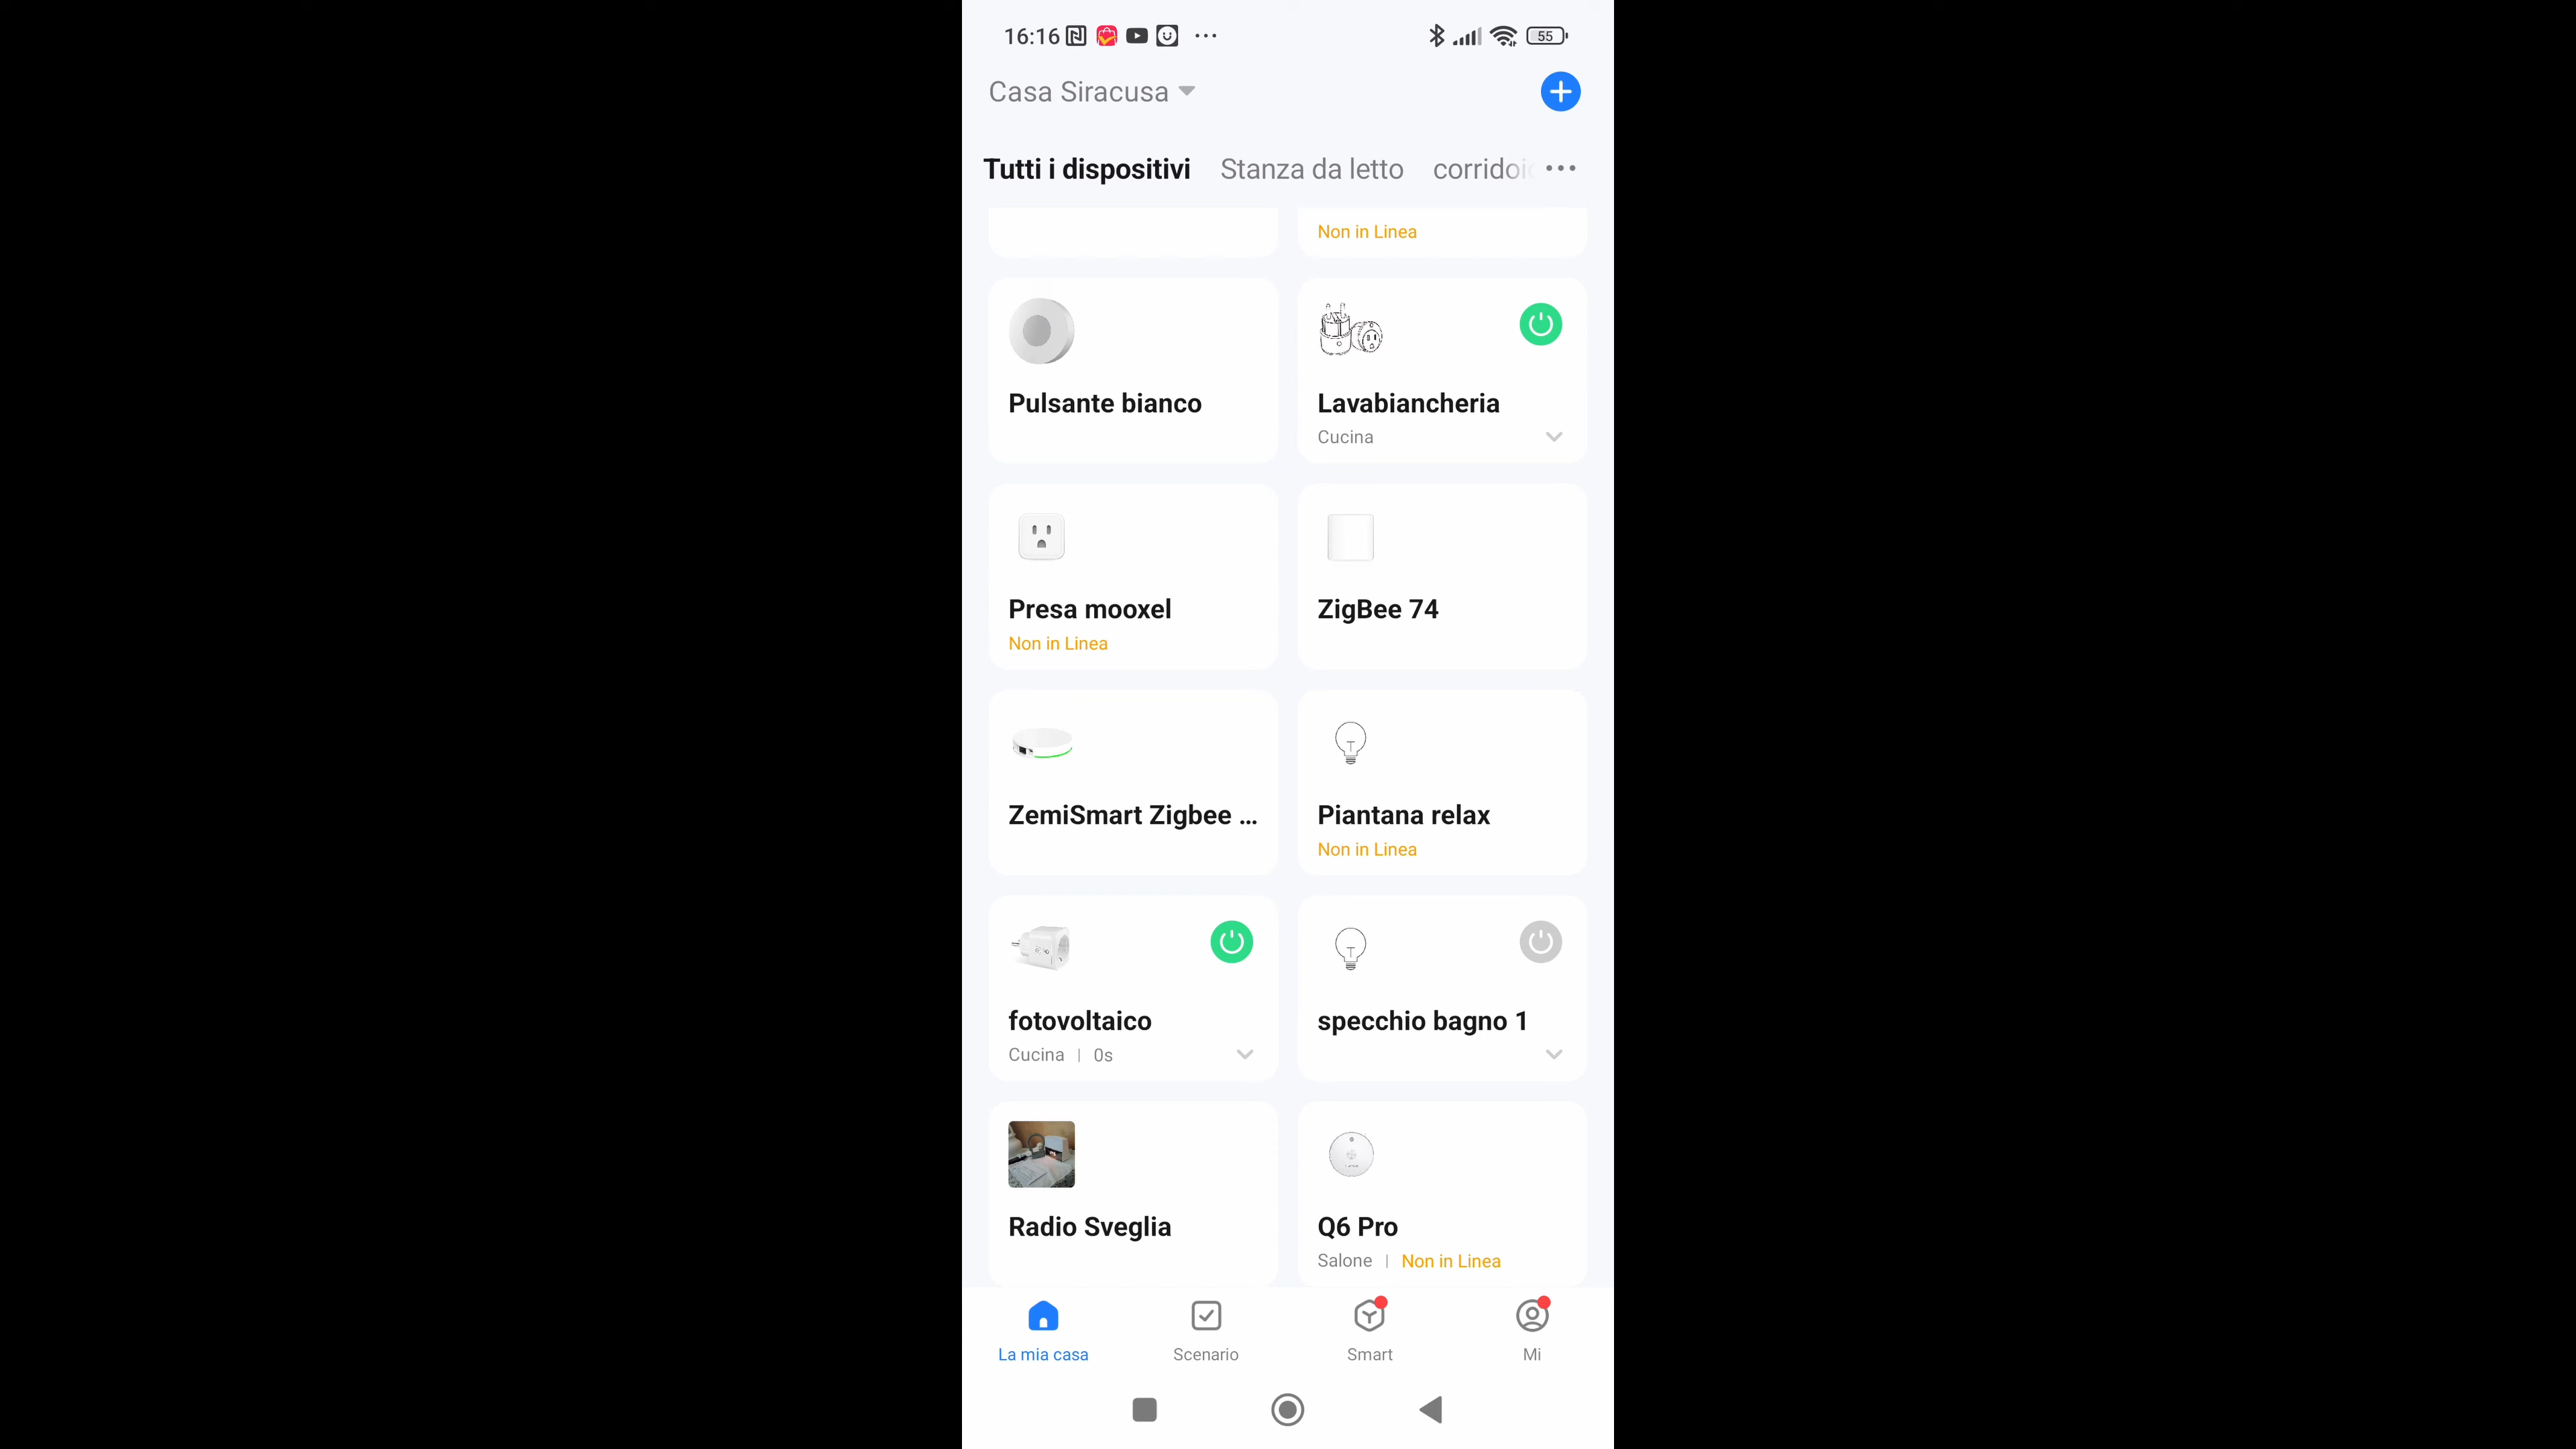 16:16
55
Casa Siracusa
Tutti i dispositivi
Stanza da letto
corridoi
Non in Linea
Pulsante bianco
Lavabiancheria
Cucina
Presa mooxel
Non in Linea
ZigBee 74
ZemiSmart Zigbee ...
Piantana relax
Non in Linea
fotovoltaico
Cucina | 0s
specchio bagno 1
Radio Sveglia
Q6 Pro
Salone | Non in Linea
La mia casa
Scenario
Smart
Mi